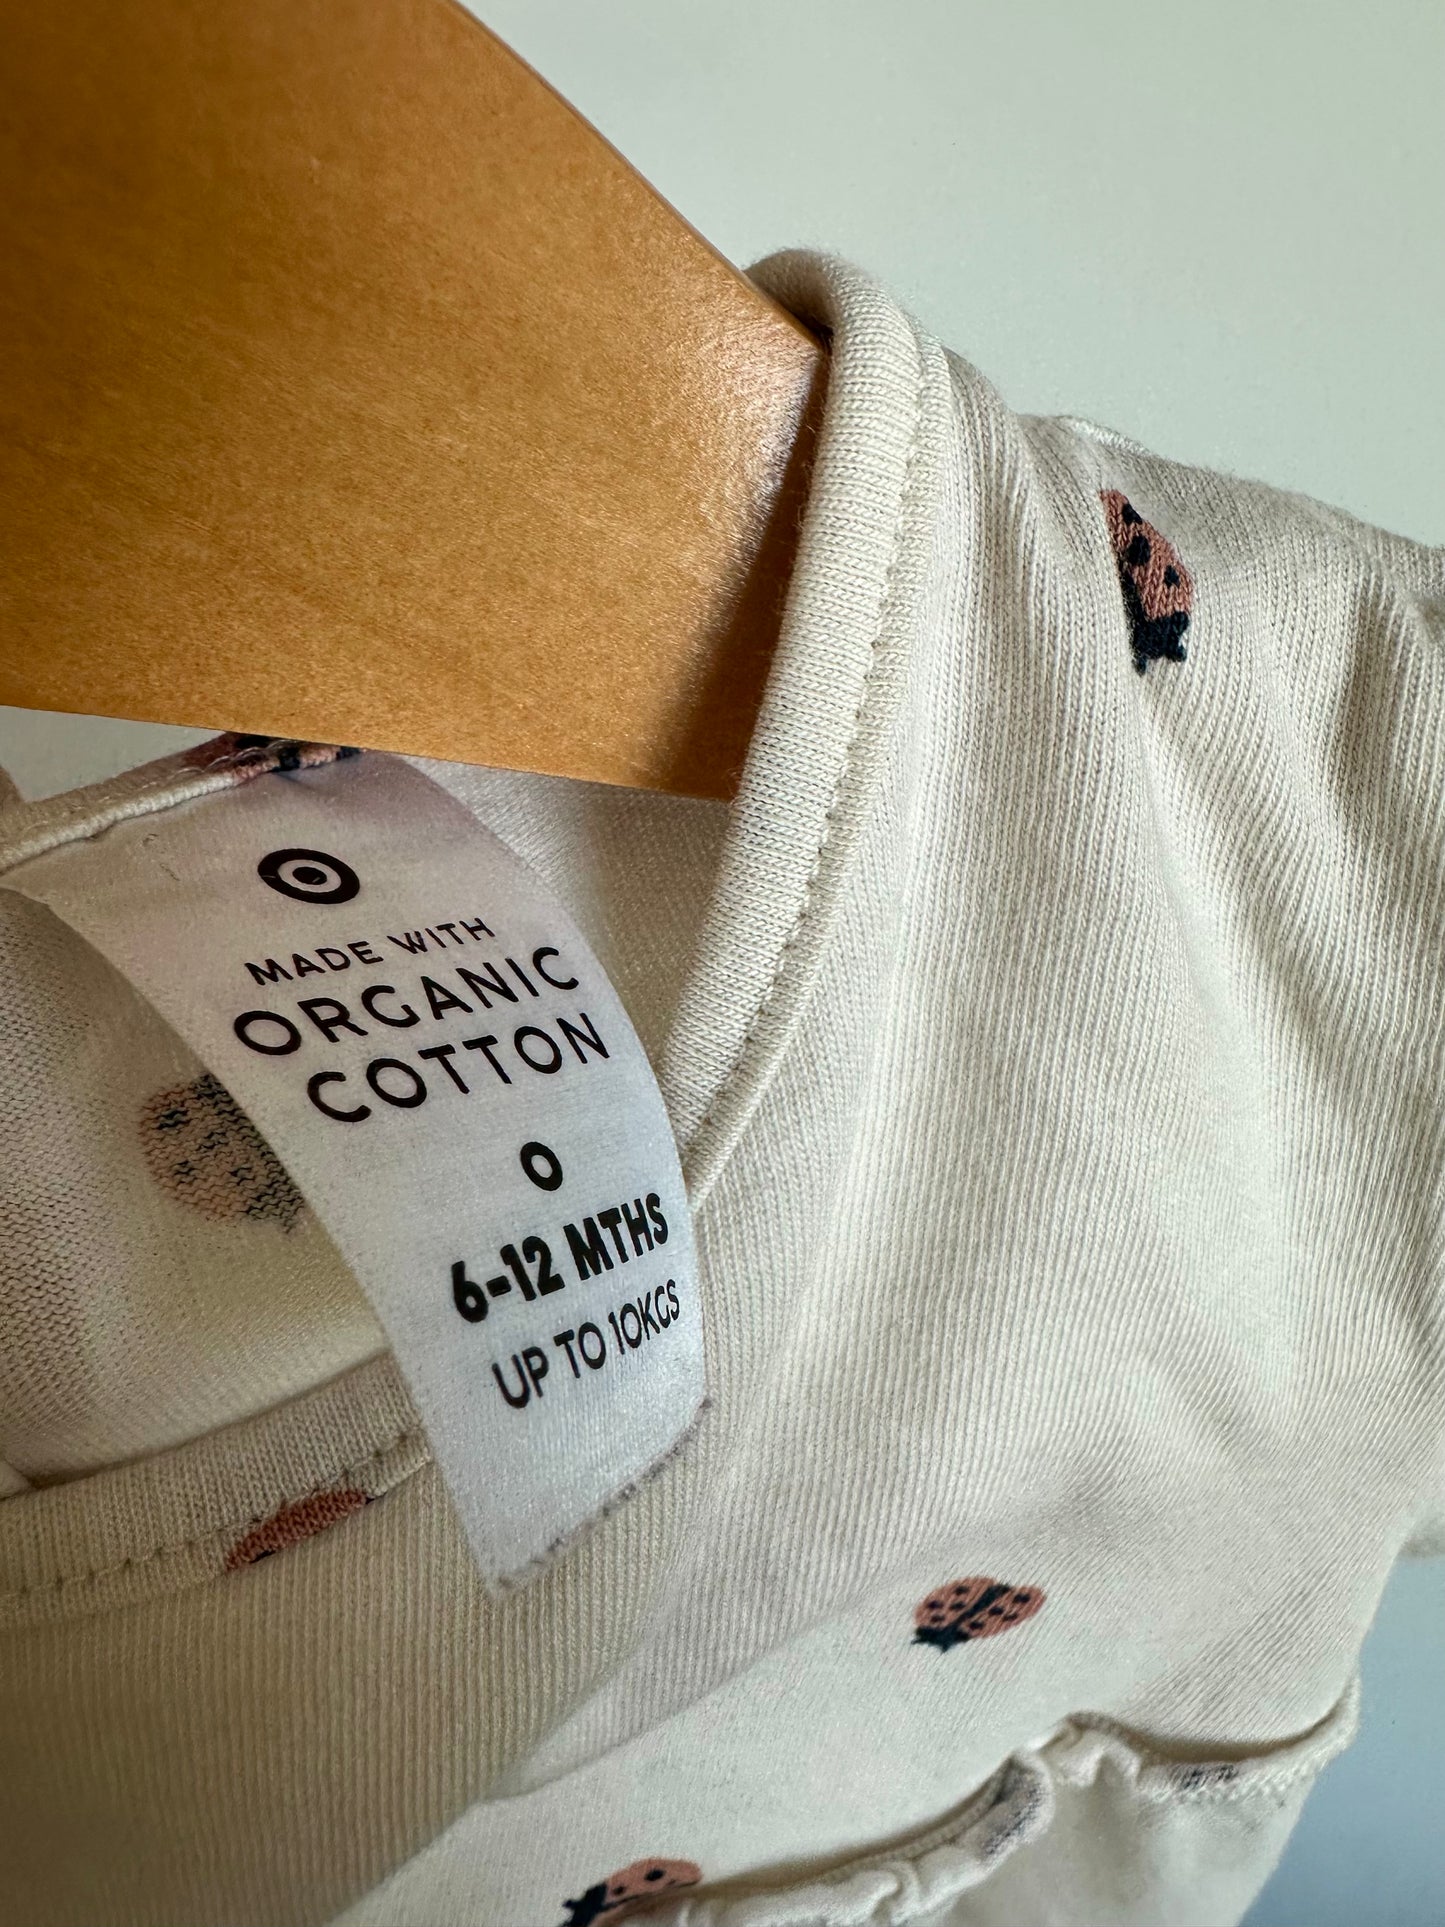 MADE WITH
ORGANIC
COTTON
0
6-12 MTHS
UP TO 10KGS